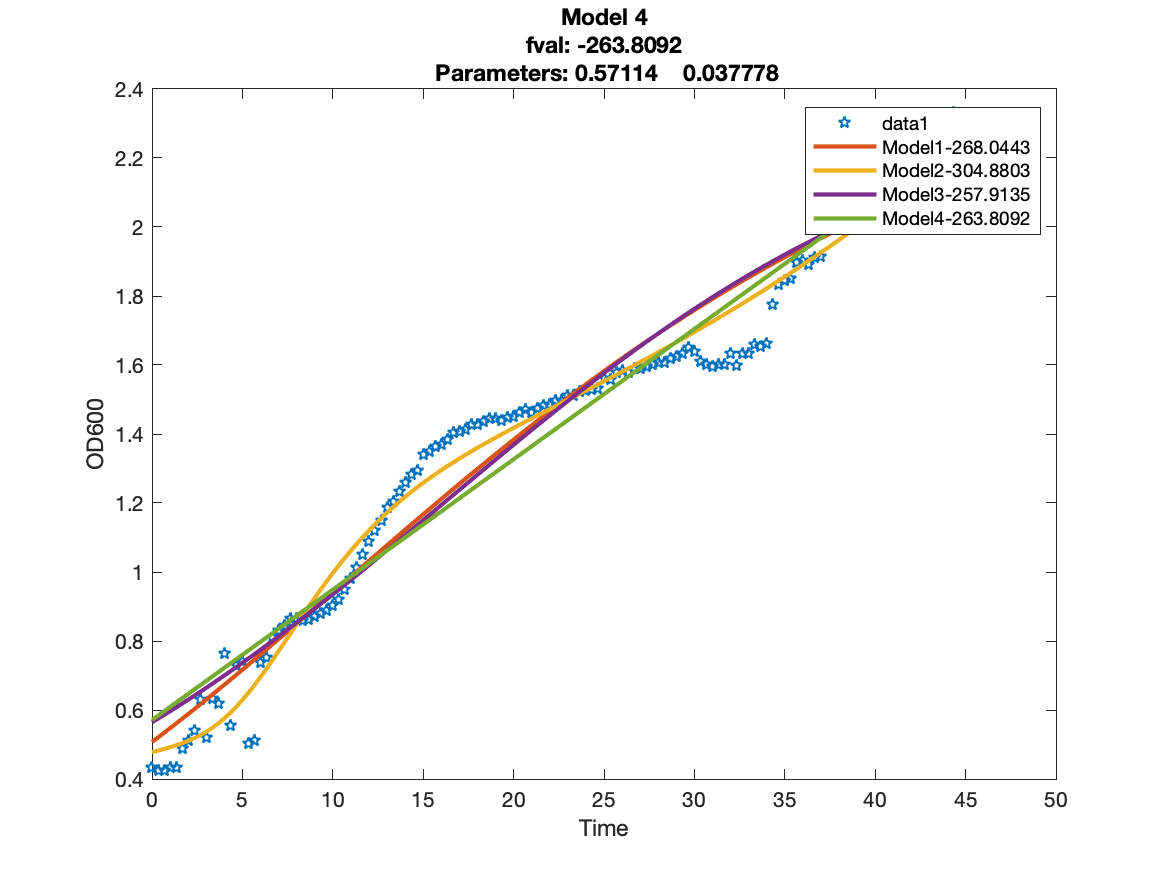 Model 4
fval: -263.8092
Parameters: 0.57114 0.037778
2.4
2.2
2
1.8
1.6
1.4
1.2
1
0.8
0.6
0.4
OD600
data1
Model1-268.0443
Model2-304.8803
Model3-257.9135
Model4-263.8092
0 5 10 15 20 25 30 35 40 45 50
Time